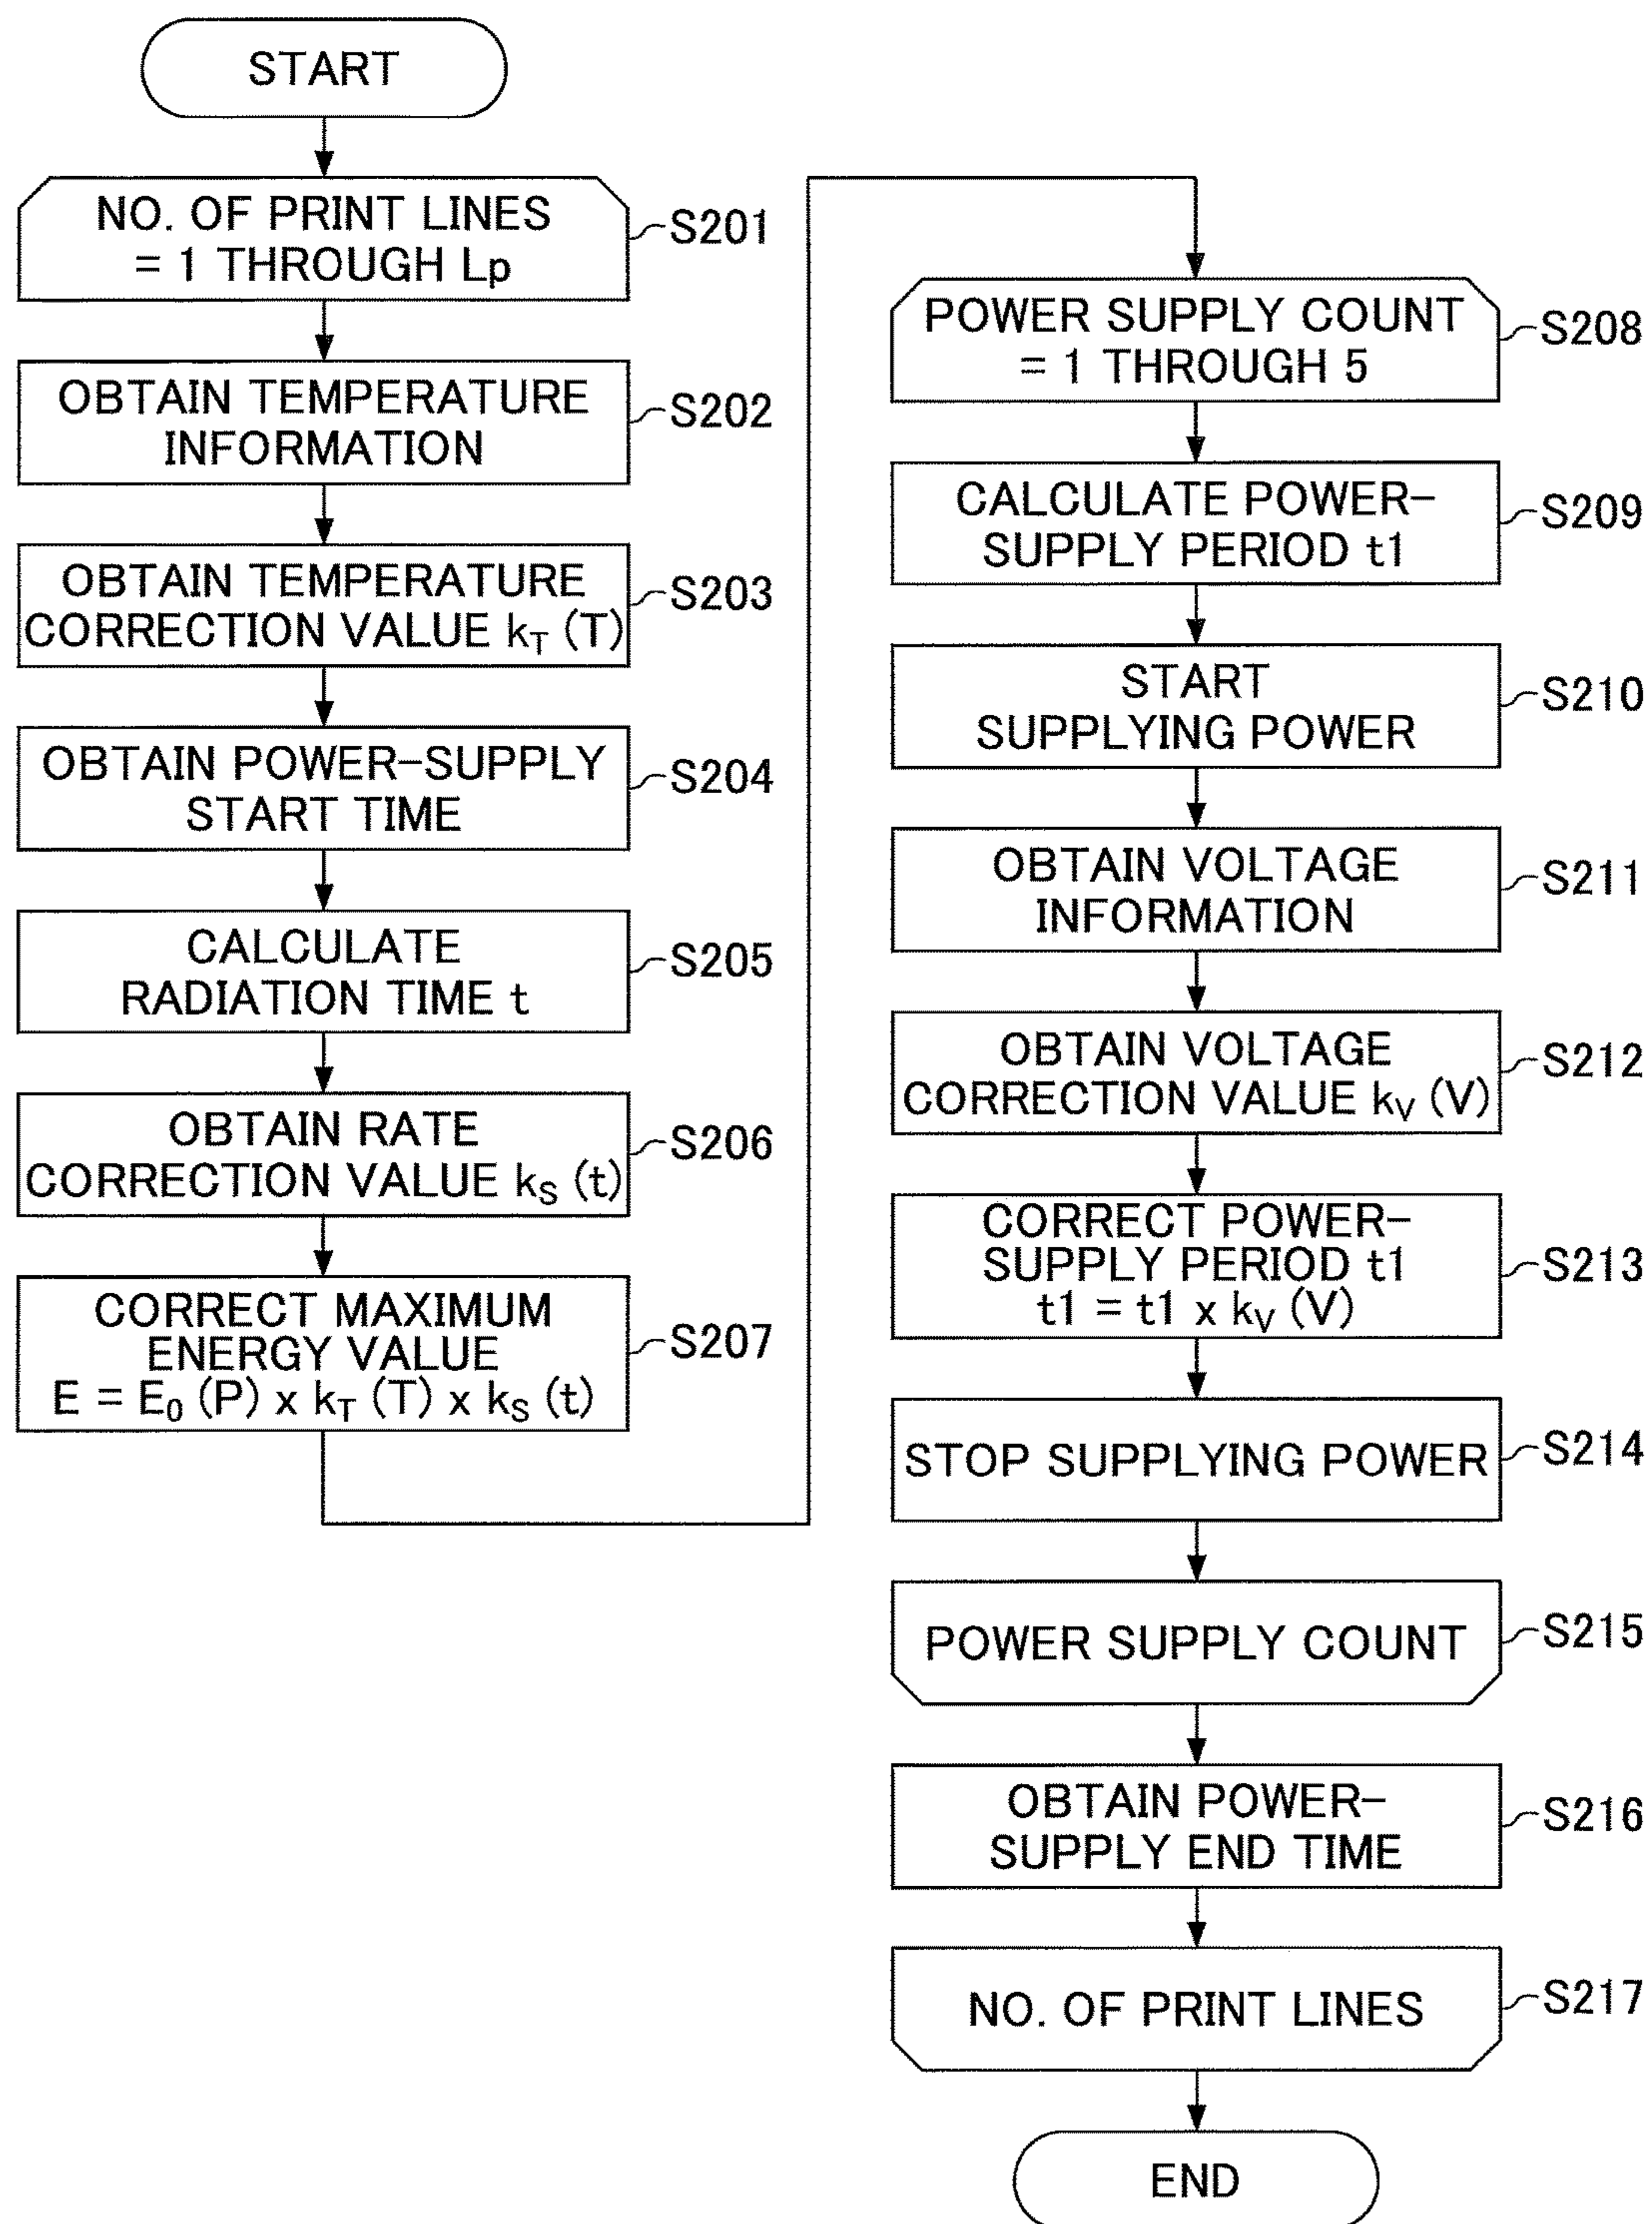 START
NO. OF PRINT LINES
= 1 THROUGH Lp
S201
OBTAIN TEMPERATURE
INFORMATION
S202
OBTAIN TEMPERATURE
CORRECTION VALUE kT (T)
S203
OBTAIN POWER-SUPPLY
START TIME
S204
CALCULATE
RADIATION TIME t
S205
OBTAIN RATE
CORRECTION VALUE kS (t)
S206
CORRECT MAXIMUM
ENERGY VALUE
E = E0 (P) x kT (T) x kS (t)
S207
POWER SUPPLY COUNT
= 1 THROUGH 5
S208
CALCULATE POWER-
SUPPLY PERIOD t1
S209
START
SUPPLYING POWER
S210
OBTAIN VOLTAGE
INFORMATION
S211
OBTAIN VOLTAGE
CORRECTION VALUE kV (V)
S212
CORRECT POWER-
SUPPLY PERIOD t1
t1 = t1 x kV (V)
S213
STOP SUPPLYING POWER
S214
POWER SUPPLY COUNT
S215
OBTAIN POWER-
SUPPLY END TIME
S216
NO. OF PRINT LINES
S217
END